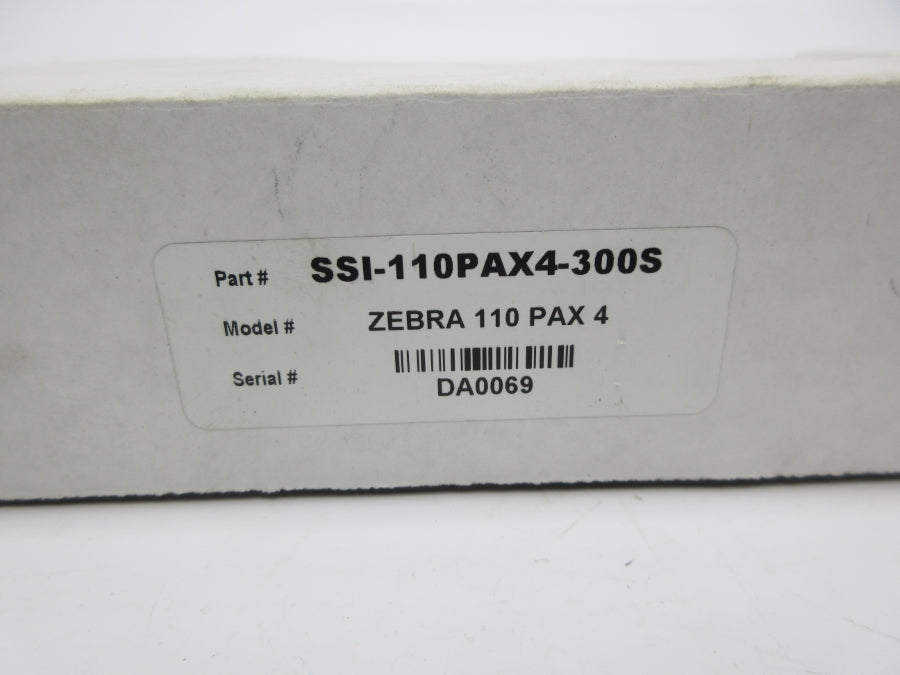 Part # SSI-110PAX4-300S
Model # ZEBRA 110 PAX 4
Serial # DA0069